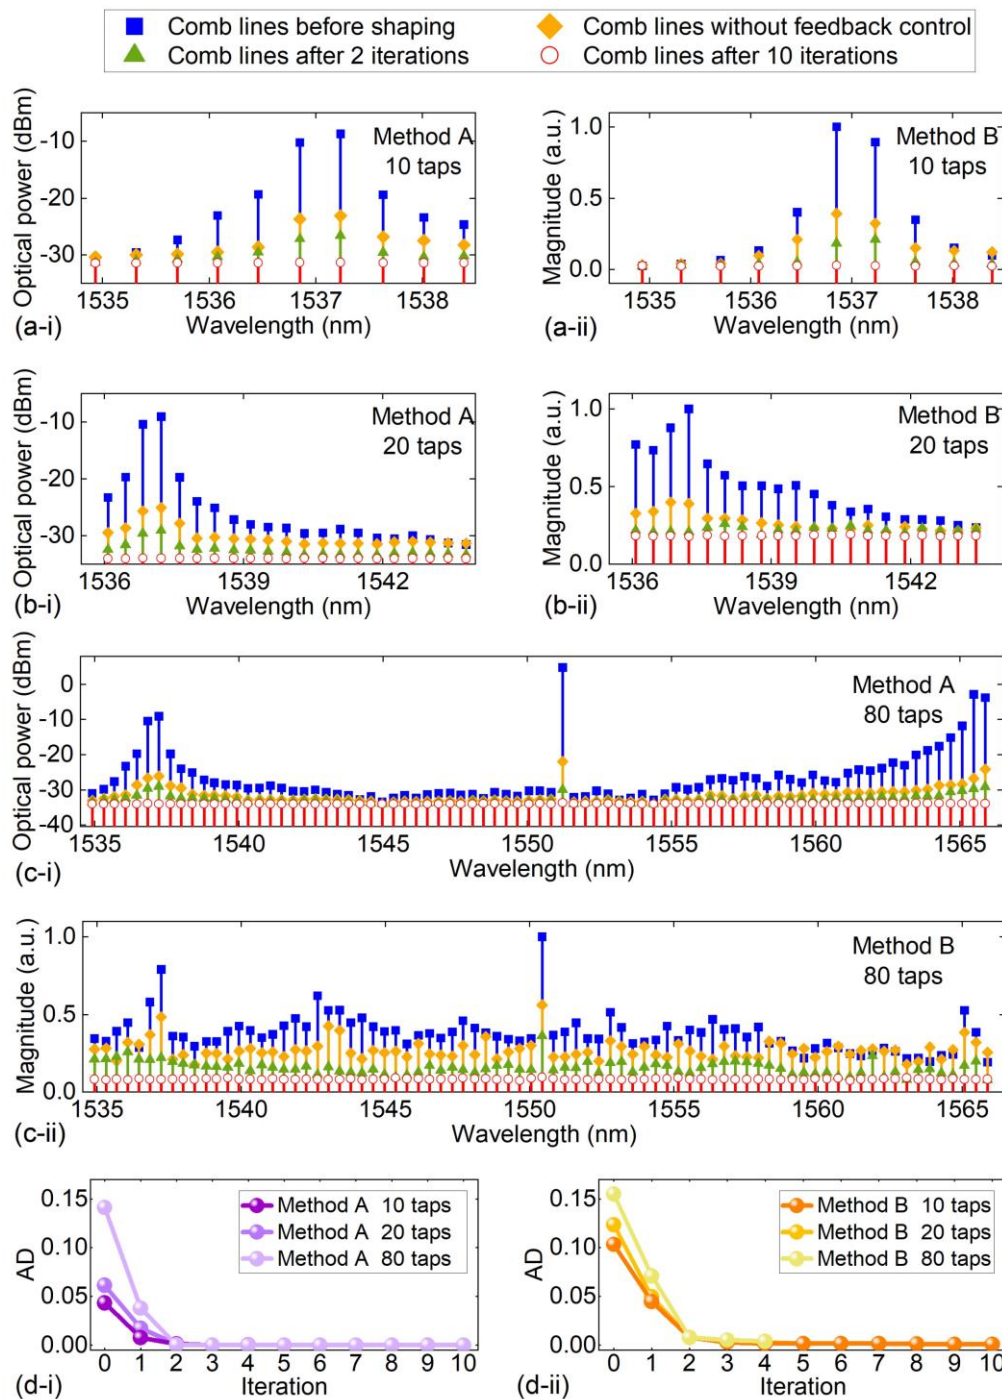 Comb lines before shaping
Comb lines without feedback control
Comb lines after 2 iterations
Comb lines after 10 iterations
Optical power (dBm)
-10
-20
-30
Method A
10 taps
1535 1536 1537 1538
Wavelength (nm)
(a-i)
Magnitude (a.u.)
1.0
0.5
0.0
Method B
10 taps
1535 1536 1537 1538
Wavelength (nm)
(a-ii)
Optical power (dBm)
-10
-20
-30
Method A
20 taps
1536 1539 1542
Wavelength (nm)
(b-i)
Magnitude (a.u.)
1.0
0.5
0.0
Method B
20 taps
1536 1539 1542
Wavelength (nm)
(b-ii)
Optical power (dBm)
0
-10
-20
-30
-40
Method A
80 taps
1535 1540 1545 1550 1555 1560 1565
Wavelength (nm)
(c-i)
Magnitude (a.u.)
1.0
0.5
0.0
Method B
80 taps
1535 1540 1545 1550 1555 1560 1565
Wavelength (nm)
(c-ii)
AD
0.15
0.10
0.05
0.00
Method A 10 taps
Method A 20 taps
Method A 80 taps
0 1 2 3 4 5 6 7 8 9 10
Iteration
(d-i)
AD
0.15
0.10
0.05
0.00
Method B 10 taps
Method B 20 taps
Method B 80 taps
0 1 2 3 4 5 6 7 8 9 10
Iteration
(d-ii)